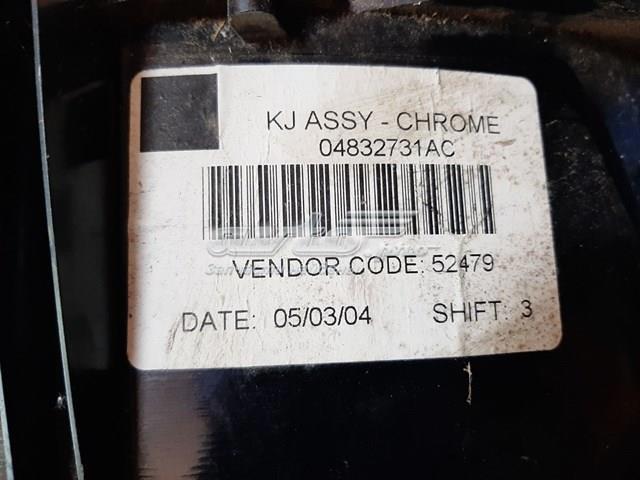 KJ ASSY - CHROME
04832731AC
VENDOR CODE: 52479
DATE: 05/03/04 SHIFT: 3